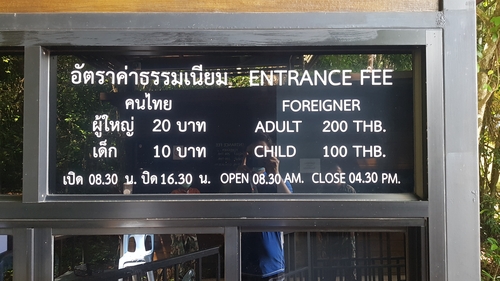 อัตราค่าธรรมเนียม ENTRANCE FEE
คนไทย FOREIGNER
ผู้ใหญ่ 20 บาท ADULT 200 THB.
เด็ก 10 บาท CHILD 100 THB.
เปิด 08.30 น. ปิด 16.30 น. OPEN 08.30 AM. CLOSE 04.30 PM.